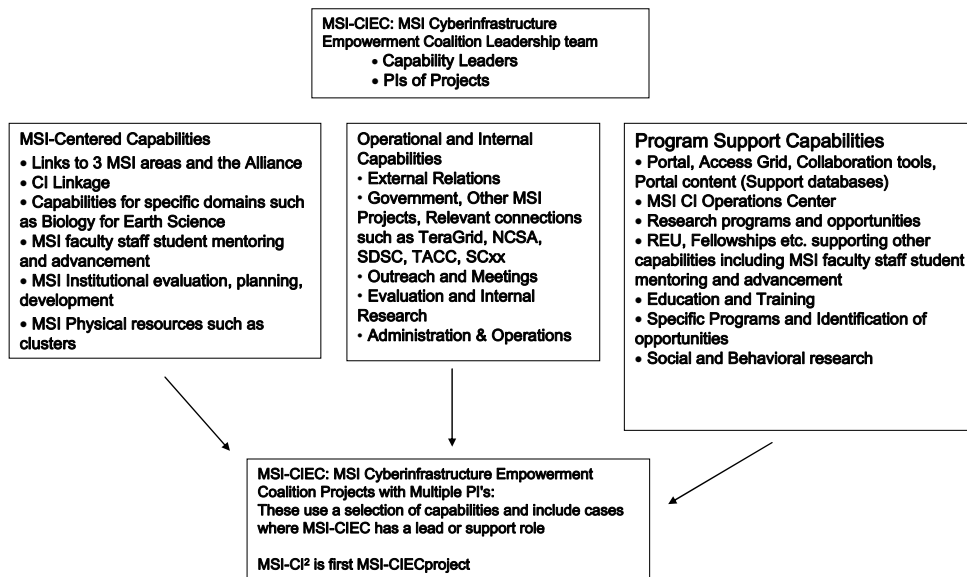 MSI-CIEC: MSI Cyberinfrastructure
Empowerment Coalition Leadership team
• Capability Leaders
• PIs of Projects
MSI-Centered Capabilities
• Links to 3 MSI areas and the Alliance
• CI Linkage
• Capabilities for specific domains such
as Biology for Earth Science
• MSI faculty staff student mentoring
and advancement
• MSI Institutional evaluation, planning,
development
• MSI Physical resources such as
clusters
Operational and Internal
Capabilities
• External Relations
• Government, Other MSI
Projects, Relevant connections
such as TeraGrid, NCSA,
SDSC, TACC, SCxx
• Outreach and Meetings
• Evaluation and Internal
Research
• Administration & Operations
Program Support Capabilities
• Portal, Access Grid, Collaboration tools,
Portal content (Support databases)
• MSI CI Operations Center
• Research programs and opportunities
• REU, Fellowships etc. supporting other
capabilities including MSI faculty staff student
mentoring and advancement
• Education and Training
• Specific Programs and Identification of
opportunities
• Social and Behavioral research
MSI-CIEC: MSI Cyberinfrastructure Empowerment
Coalition Projects with Multiple PI's:
These use a selection of capabilities and include cases
where MSI-CIEC has a lead or support role
MSI-CI² is first MSI-CIECproject